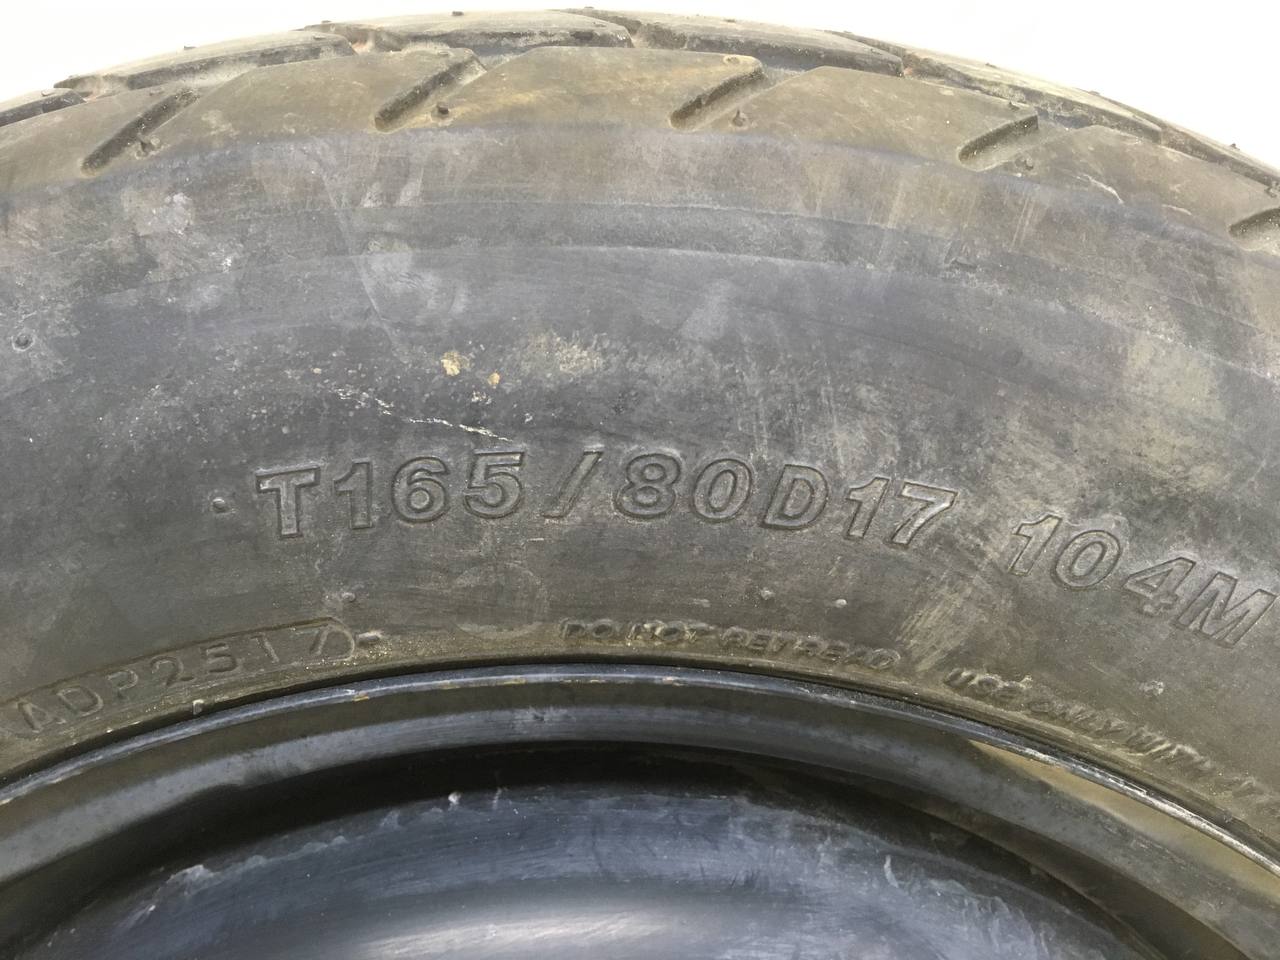 T165/80D17 104M
ADP2517
DO NOT RETREAD USE ONLY WITH